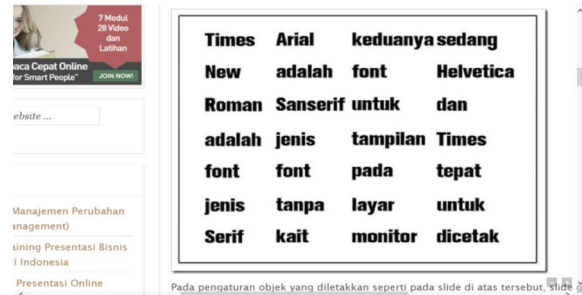 7 Modul
28 Video
dan
Latihan
aca Cepat Online
for Smart People"
JOIN NOW!
ebsite ...
Manajemen Perubahan
anagement)
aining Presentasi Bisnis
i Indonesia
Presentasi Online
Times Arial keduanya sedang
New adalah font Helvetica
Roman Sanserif untuk dan
adalah jenis tampilan Times
font font pada tepat
jenis tanpa layar untuk
Serif kait monitor dicetak
Pada pengaturan objek yang diletakkan seperti pada slide di atas tersebut, slide g